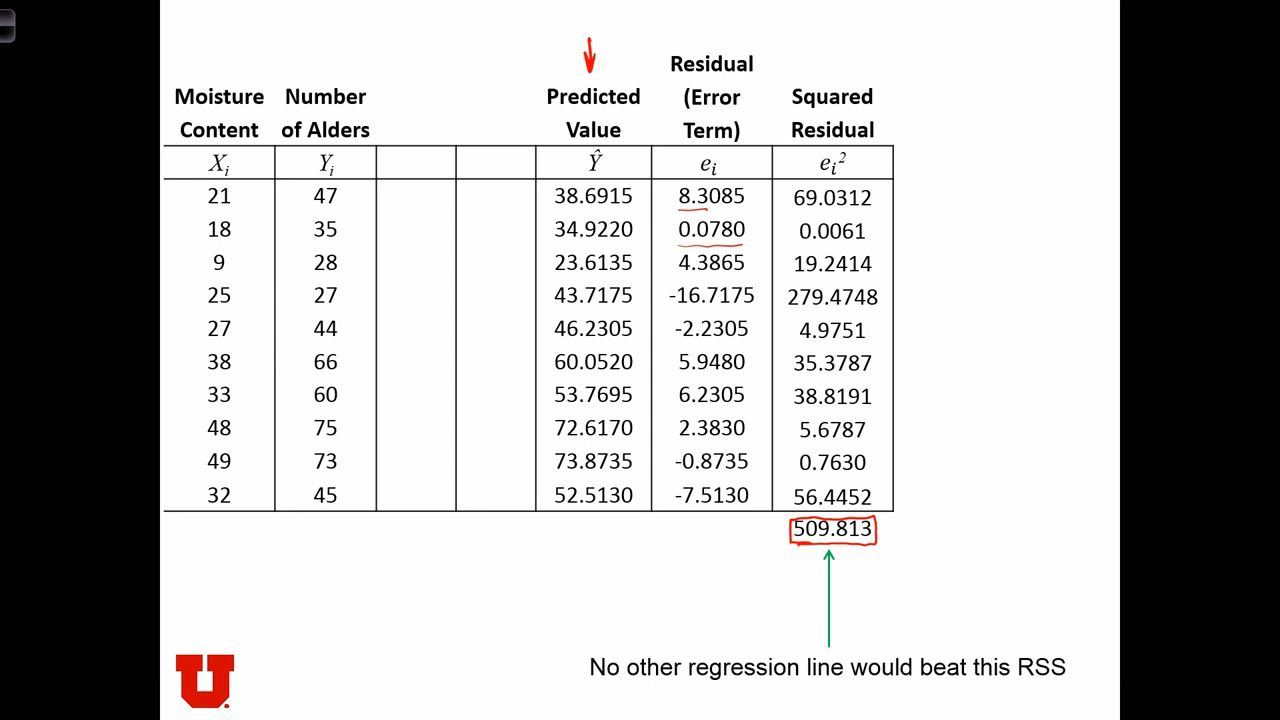 Residual
Moisture Number Predicted (Error Squared
Content of Alders Value Term) Residual
Xᵢ Yᵢ Ŷ eᵢ eᵢ²
21 47 38.6915 8.3085 69.0312
18 35 34.9220 0.0780 0.0061
9 28 23.6135 4.3865 19.2414
25 27 43.7175 -16.7175 279.4748
27 44 46.2305 -2.2305 4.9751
38 66 60.0520 5.9480 35.3787
33 60 53.7695 6.2305 38.8191
48 75 72.6170 2.3830 5.6787
49 73 73.8735 -0.8735 0.7630
32 45 52.5130 -7.5130 56.4452
509.813
No other regression line would beat this RSS
U